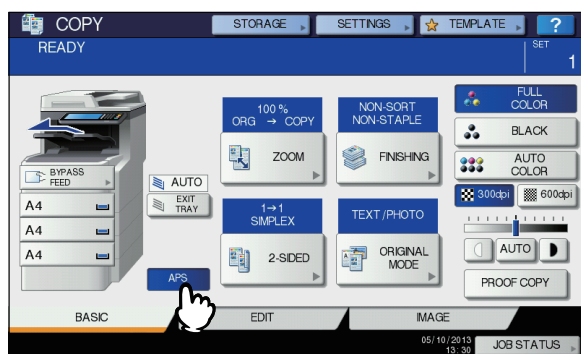 COPY
STORAGE
SETTINGS
TEMPLATE
?
READY
SET
1
100 %
ORG → COPY
ZOOM
NON-SORT
NON-STAPLE
FINISHING
FULL
COLOR
BLACK
AUTO
COLOR
300dpi
600dpi
BYPASS
FEED
AUTO
EXIT
TRAY
A4
A4
A4
1→1
SIMPLEX
2-SIDED
TEXT/PHOTO
ORIGINAL
MODE
AUTO
APS
PROOF COPY
BASIC
EDIT
IMAGE
05/10/2013
13:30
JOB STATUS